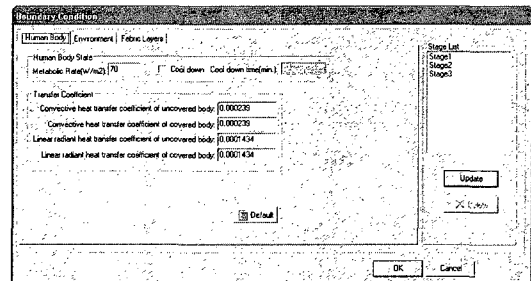 Boundary Condition
Human Body Environment Fabric Layers
Human Body State
Metabolic Rate(W/m2): 70 Cool down Cool down time(min.):
Transfer Coefficient
Convective heat transfer coefficient of uncovered body: 0.000239
Convective heat transfer coefficient of covered body: 0.000239
Linear radiant heat transfer coefficient of uncovered body: 0.0001434
Linear radiant heat transfer coefficient of covered body: 0.0001434
Default
Stage List
Stage1
Stage2
Stage3
Update
Delete
OK Cancel